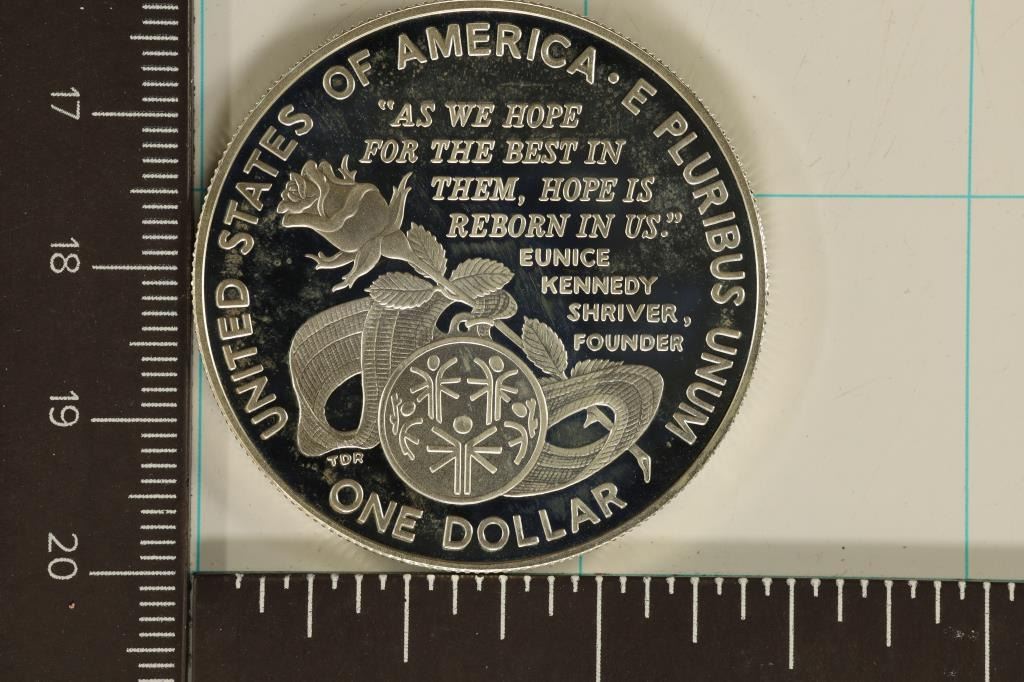 UNITED STATES OF AMERICA · E PLURIBUS UNUM
"AS WE HOPE
FOR THE BEST IN
THEM, HOPE IS
REBORN IN US."
EUNICE
KENNEDY
SHRIVER,
FOUNDER
TDR
ONE DOLLAR
17
18
19
20